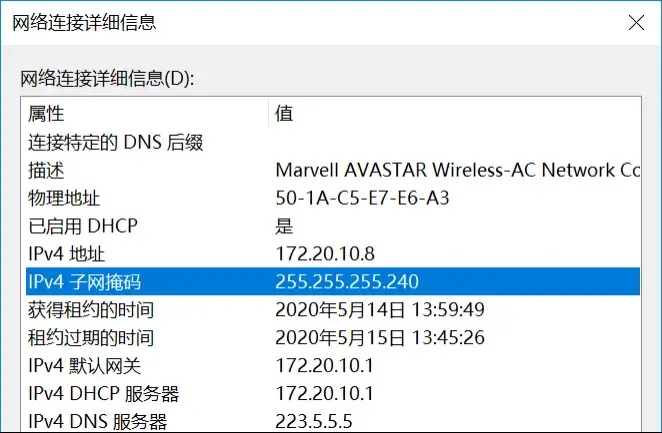 网络连接详细信息
网络连接详细信息(D):
属性 值
连接特定的 DNS 后缀
描述 Marvell AVASTAR Wireless-AC Network Co
物理地址 50-1A-C5-E7-E6-A3
已启用 DHCP 是
IPv4 地址 172.20.10.8
IPv4 子网掩码 255.255.255.240
获得租约的时间 2020年5月14日 13:59:49
租约过期的时间 2020年5月15日 13:45:26
IPv4 默认网关 172.20.10.1
IPv4 DHCP 服务器 172.20.10.1
IPv4 DNS 服务器 223.5.5.5